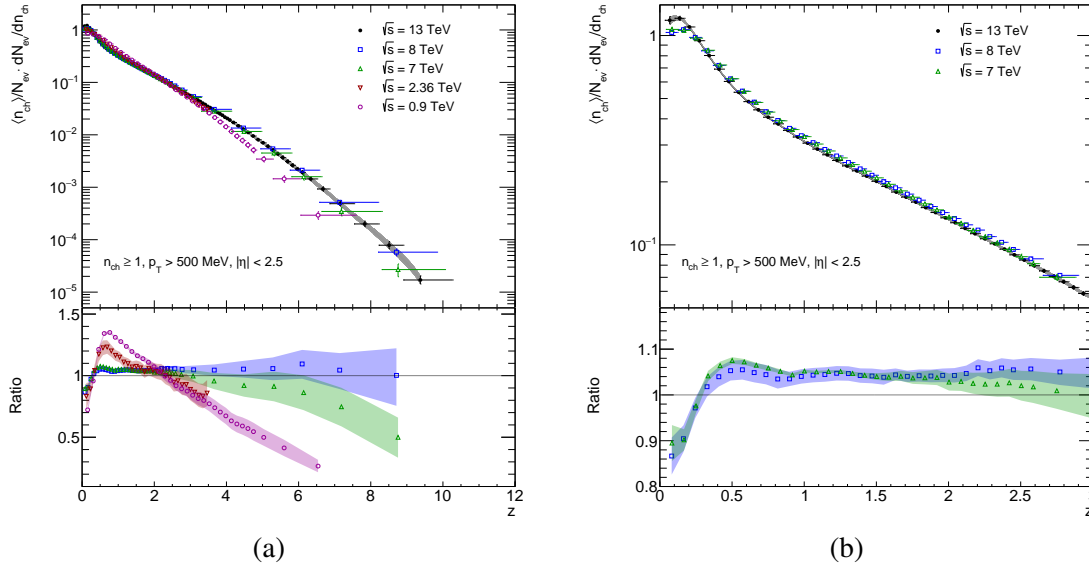 ⟨n_ch⟩/N_ev · dN_ev/dn_ch
1
10⁻¹
10⁻²
10⁻³
10⁻⁴
10⁻⁵
√s = 13 TeV
√s = 8 TeV
√s = 7 TeV
√s = 2.36 TeV
√s = 0.9 TeV
n_ch ≥ 1, p_T > 500 MeV, |η| < 2.5
Ratio
1.5
1
0.5
0 2 4 6 8 10 12
z
(a)
⟨n_ch⟩/N_ev · dN_ev/dn_ch
1
10⁻¹
√s = 13 TeV
√s = 8 TeV
√s = 7 TeV
n_ch ≥ 1, p_T > 500 MeV, |η| < 2.5
Ratio
1.1
1.0
0.9
0.8
0 0.5 1 1.5 2 2.5
z
(b)